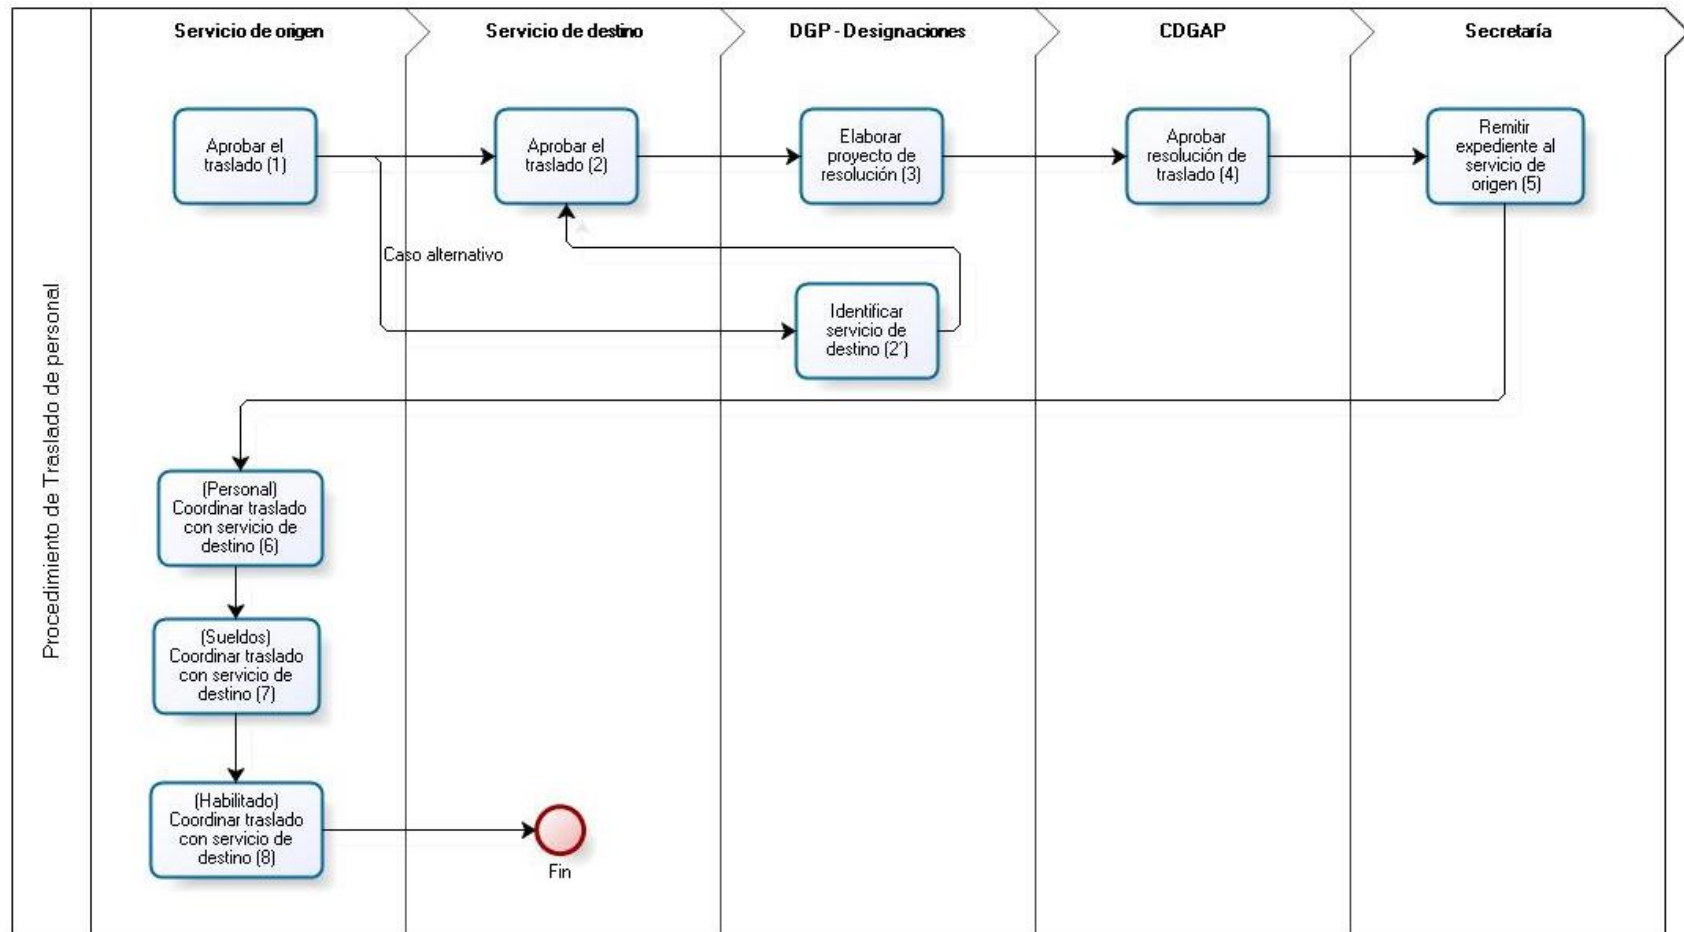 Procedimiento de Traslado de personal
Servicio de origen
Servicio de destino
DGP - Designaciones
CDGAP
Secretaría
Aprobar el
traslado (1)
Aprobar el
traslado (2)
Elaborar
proyecto de
resolución (3)
Aprobar
resolución de
traslado (4)
Remitir
expediente al
servicio de
origen (5)
Caso alternativo
Identificar
servicio de
destino (2´)
(Personal)
Coordinar traslado
con servicio de
destino (6)
(Sueldos)
Coordinar traslado
con servicio de
destino (7)
(Habilitado)
Coordinar traslado
con servicio de
destino (8)
Fin